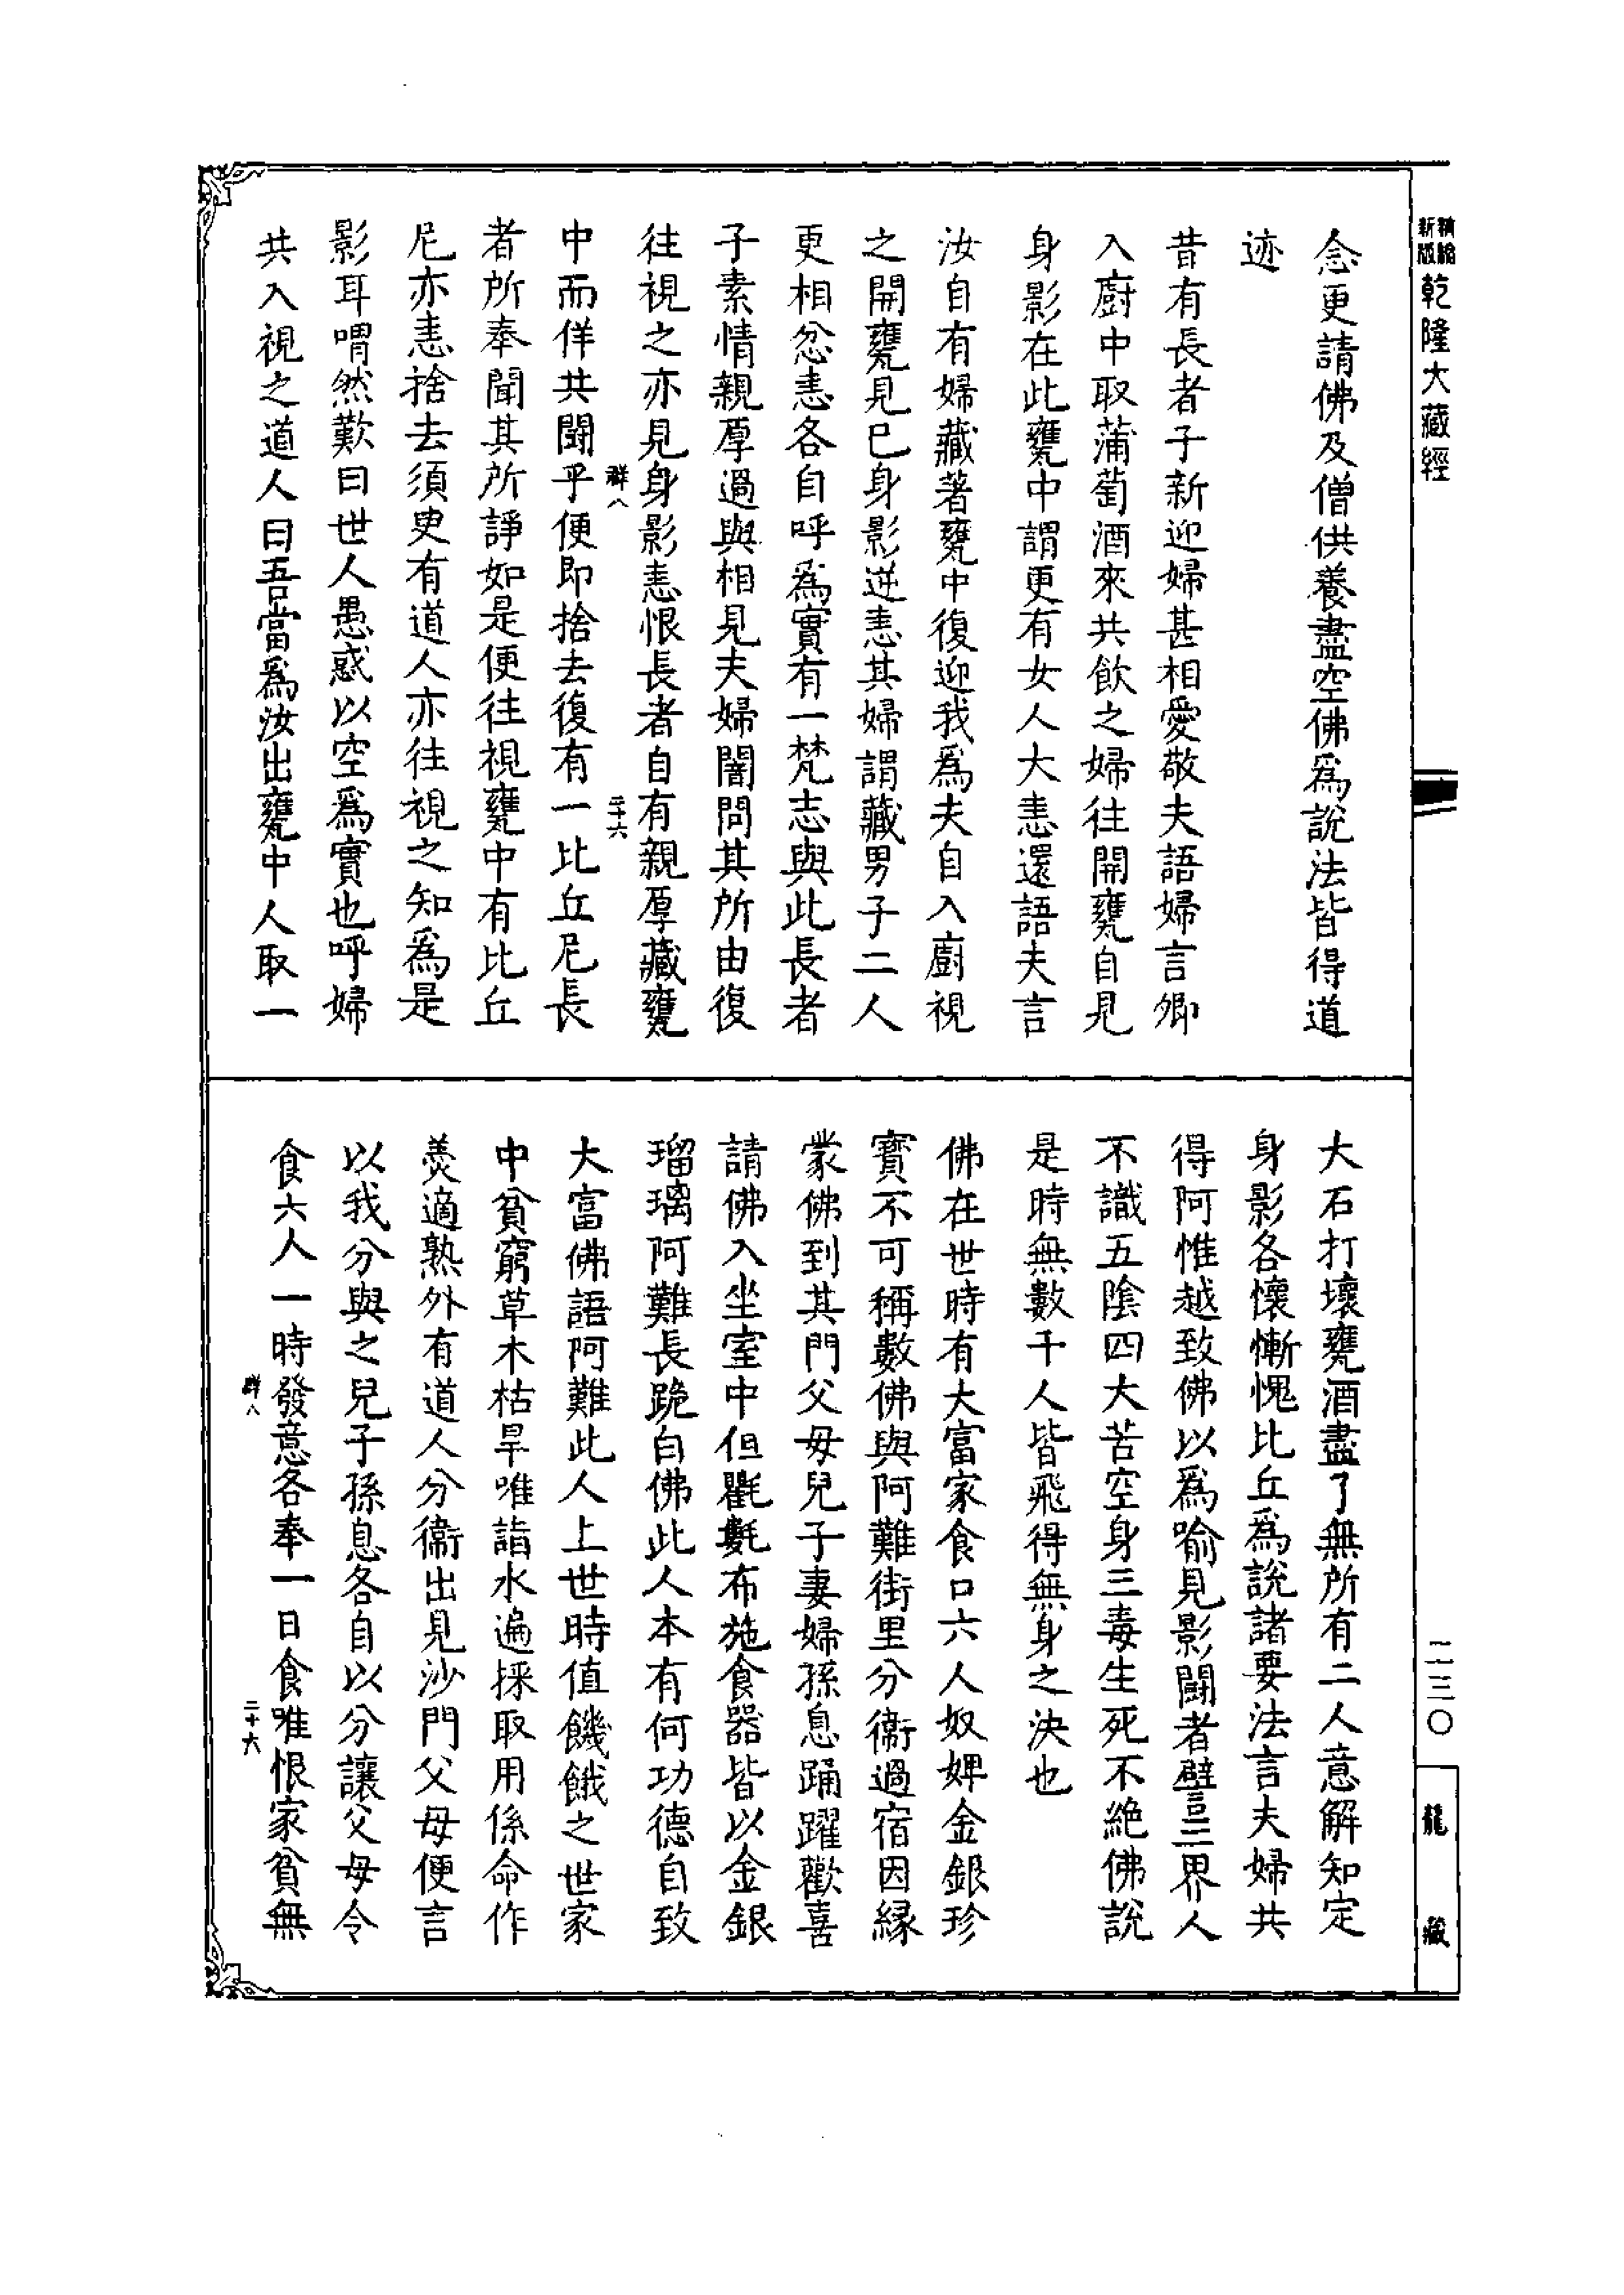 新版精縮乾隆大藏經
念更請佛及僧供養盡空佛爲說法皆得道
迹
昔有長者子新迎婦甚相愛敬夫語婦言卿
入廚中取蒲萄酒來共飲之婦往開甕自見
身影在此甕中謂更有女人大恚還語夫言
汝自有婦藏著甕中復迎我爲夫自入廚視
之開甕見巳身影逆恚其婦謂藏男子二人
更相忿恚各自呼爲實有一梵志與此長者
子素情親厚過與相見夫婦鬭問其所由復
往視之亦見身影恚恨長者自有親厚藏甕
群八
二十六
中而佯共鬭乎便即捨去復有一比丘尼長
者所奉聞其所諍如是便往視甕中有比丘
尼亦恚捨去須臾有道人亦往視之知爲是
影耳喟然歎曰世人愚惑以空爲實也呼婦
共入視之道人曰吾當爲汝出甕中人取一
大石打壞甕酒盡了無所有二人意解知定
身影各懷慚愧比丘爲說諸要法言夫婦共
得阿惟越致佛以爲喻見影鬭者譬三界人
不識五陰四大苦空身三毒生死不絶佛說
是時無數千人皆飛得無身之決也
佛在世時有大富家食口六人奴婢金銀珍
寳不可稱數佛與阿難街里分衞過宿因縁
蒙佛到其門父母兒子妻婦孫息踊躍歡喜
請佛入坐室中但氍𣰆布施食器皆以金銀
瑠璃阿難長跪白佛此人本有何功德自致
大富佛語阿難此人上世時值饑餓之世家
中貧窮草木枯旱唯詣水遍採取用係命作
羹適熟外有道人分衞出見沙門父母便言
以我分與之兒子孫息各自以分讓父母令
食六人一時發意各奉一日食唯恨家貧無
群八
二十六
二三〇
龍藏